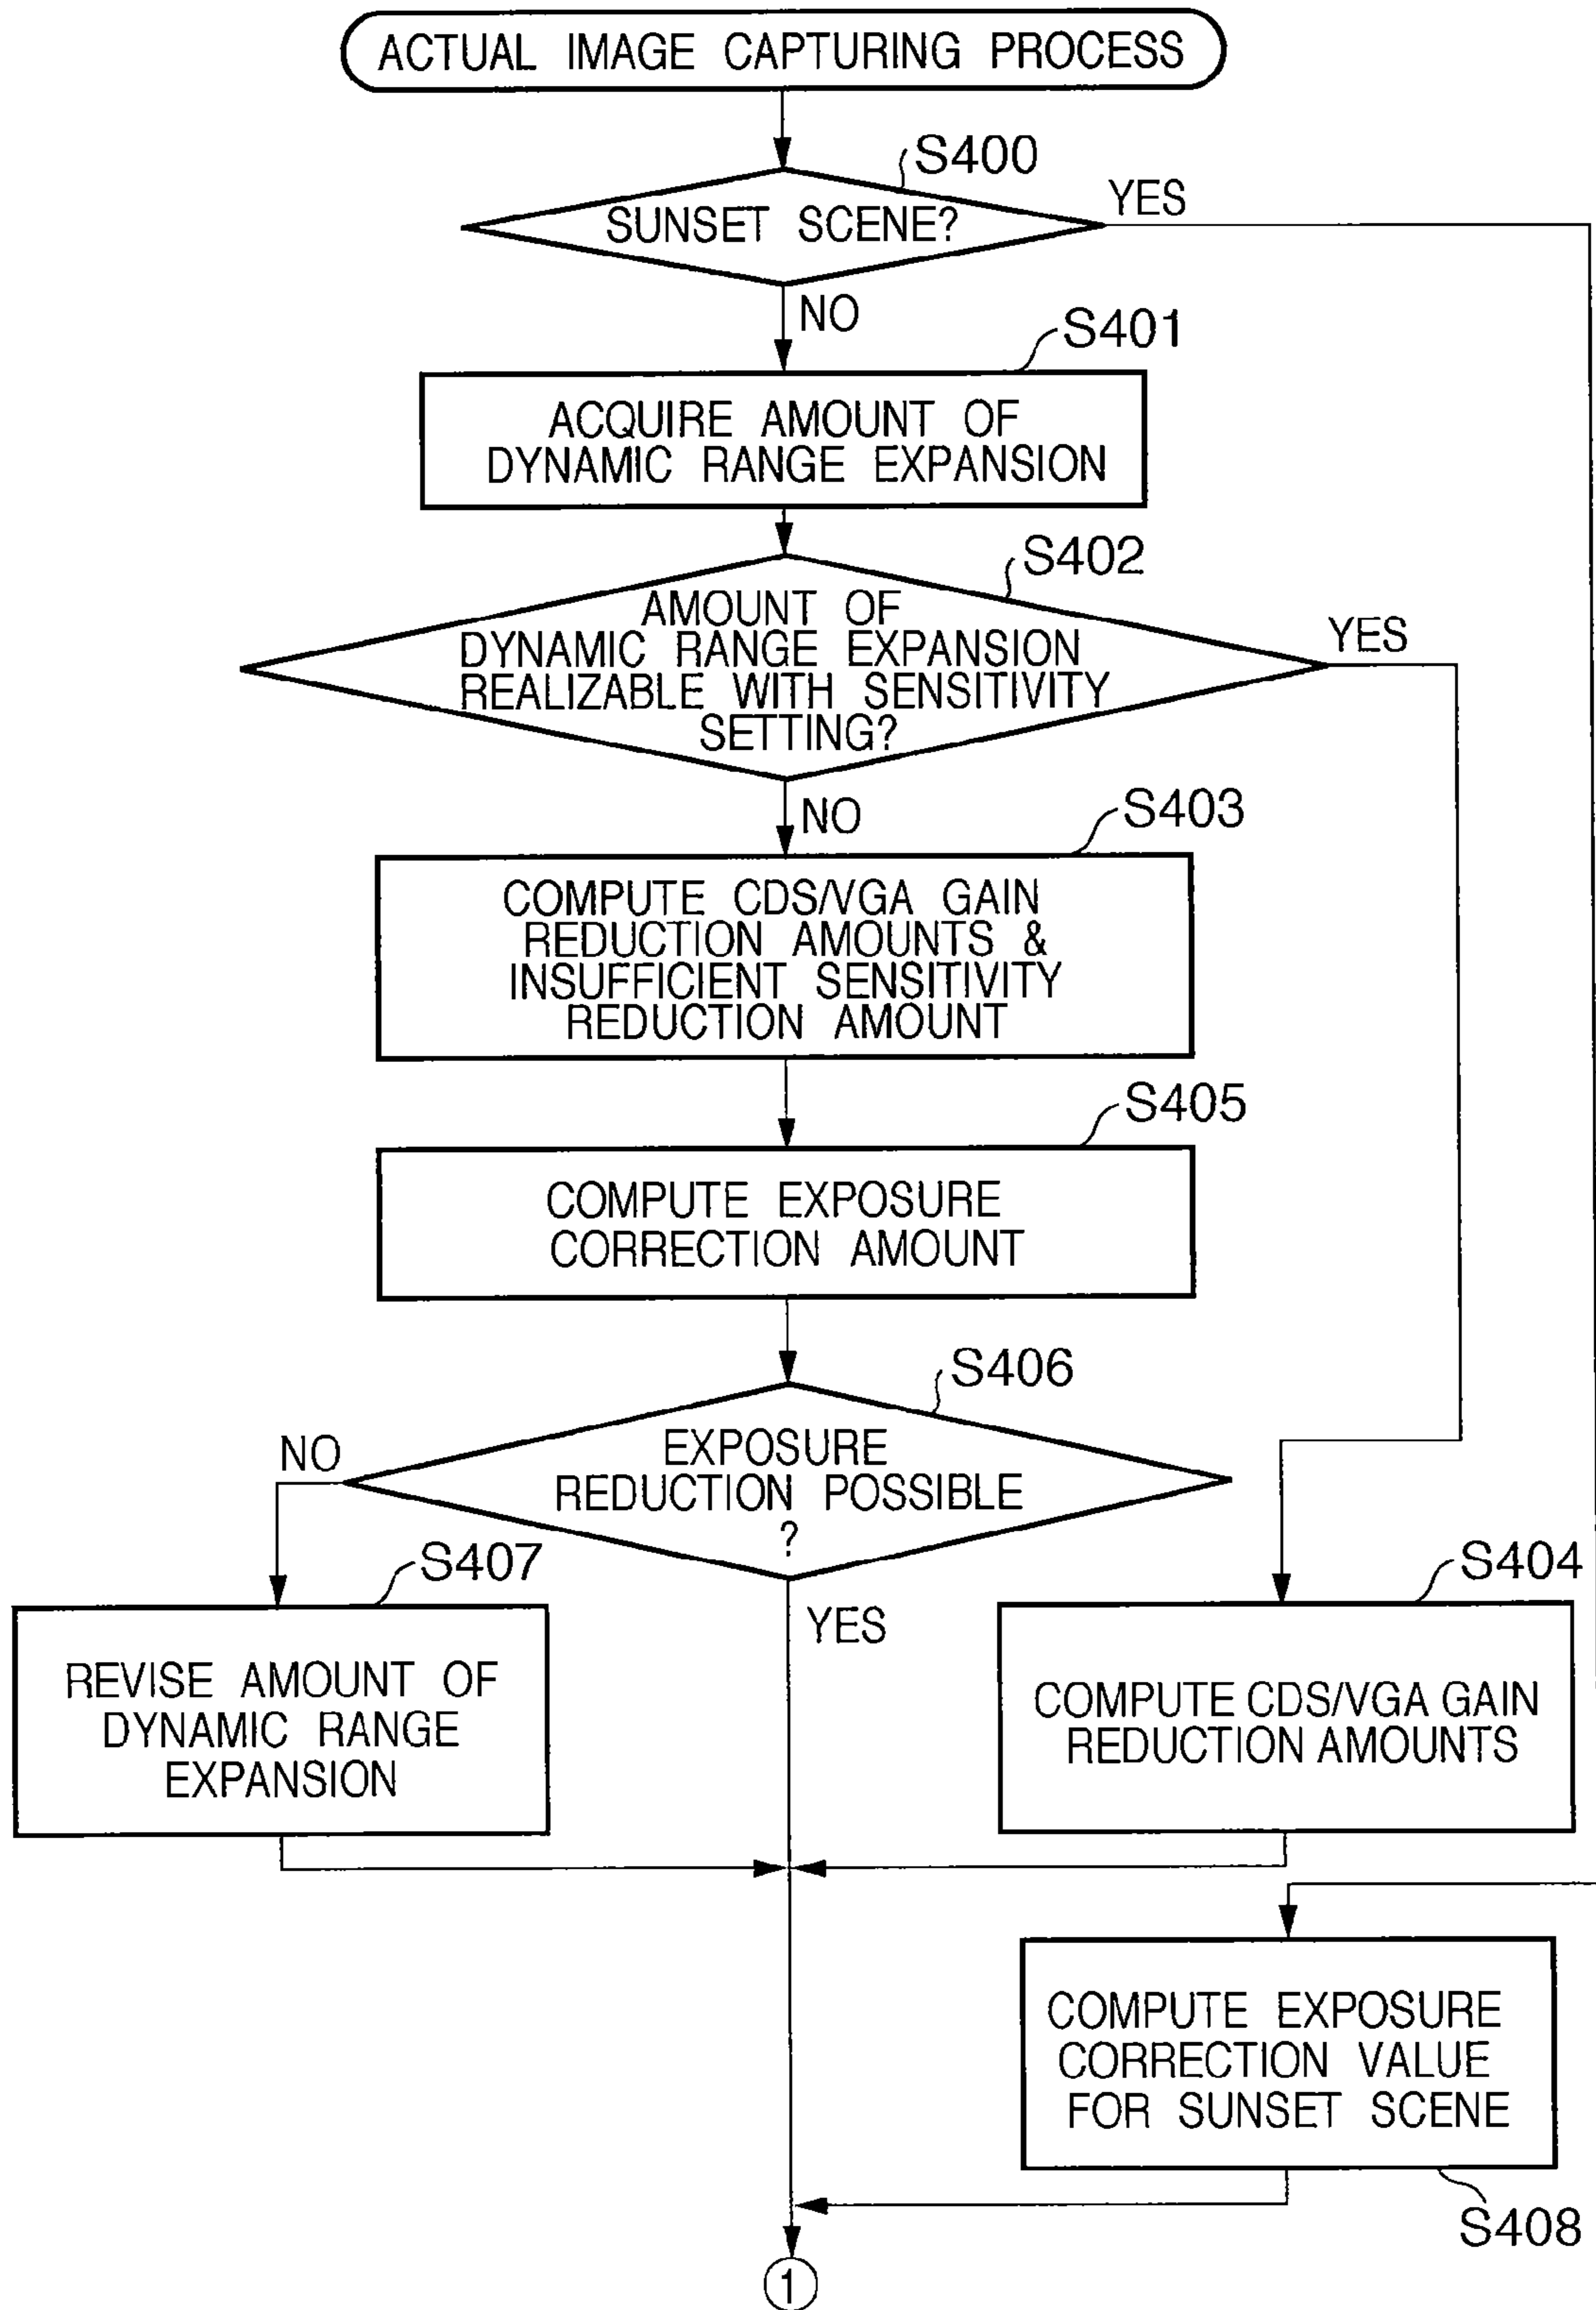 ACTUAL IMAGE CAPTURING PROCESS
S400
SUNSET SCENE?
YES
NO
S401
ACQUIRE AMOUNT OF
DYNAMIC RANGE EXPANSION
S402
AMOUNT OF
DYNAMIC RANGE EXPANSION
REALIZABLE WITH SENSITIVITY
SETTING?
YES
NO
S403
COMPUTE CDS/VGA GAIN
REDUCTION AMOUNTS &
INSUFFICIENT SENSITIVITY
REDUCTION AMOUNT
S405
COMPUTE EXPOSURE
CORRECTION AMOUNT
S406
EXPOSURE
REDUCTION POSSIBLE
?
NO
YES
S407
REVISE AMOUNT OF
DYNAMIC RANGE
EXPANSION
S404
COMPUTE CDS/VGA GAIN
REDUCTION AMOUNTS
COMPUTE EXPOSURE
CORRECTION VALUE
FOR SUNSET SCENE
S408
1